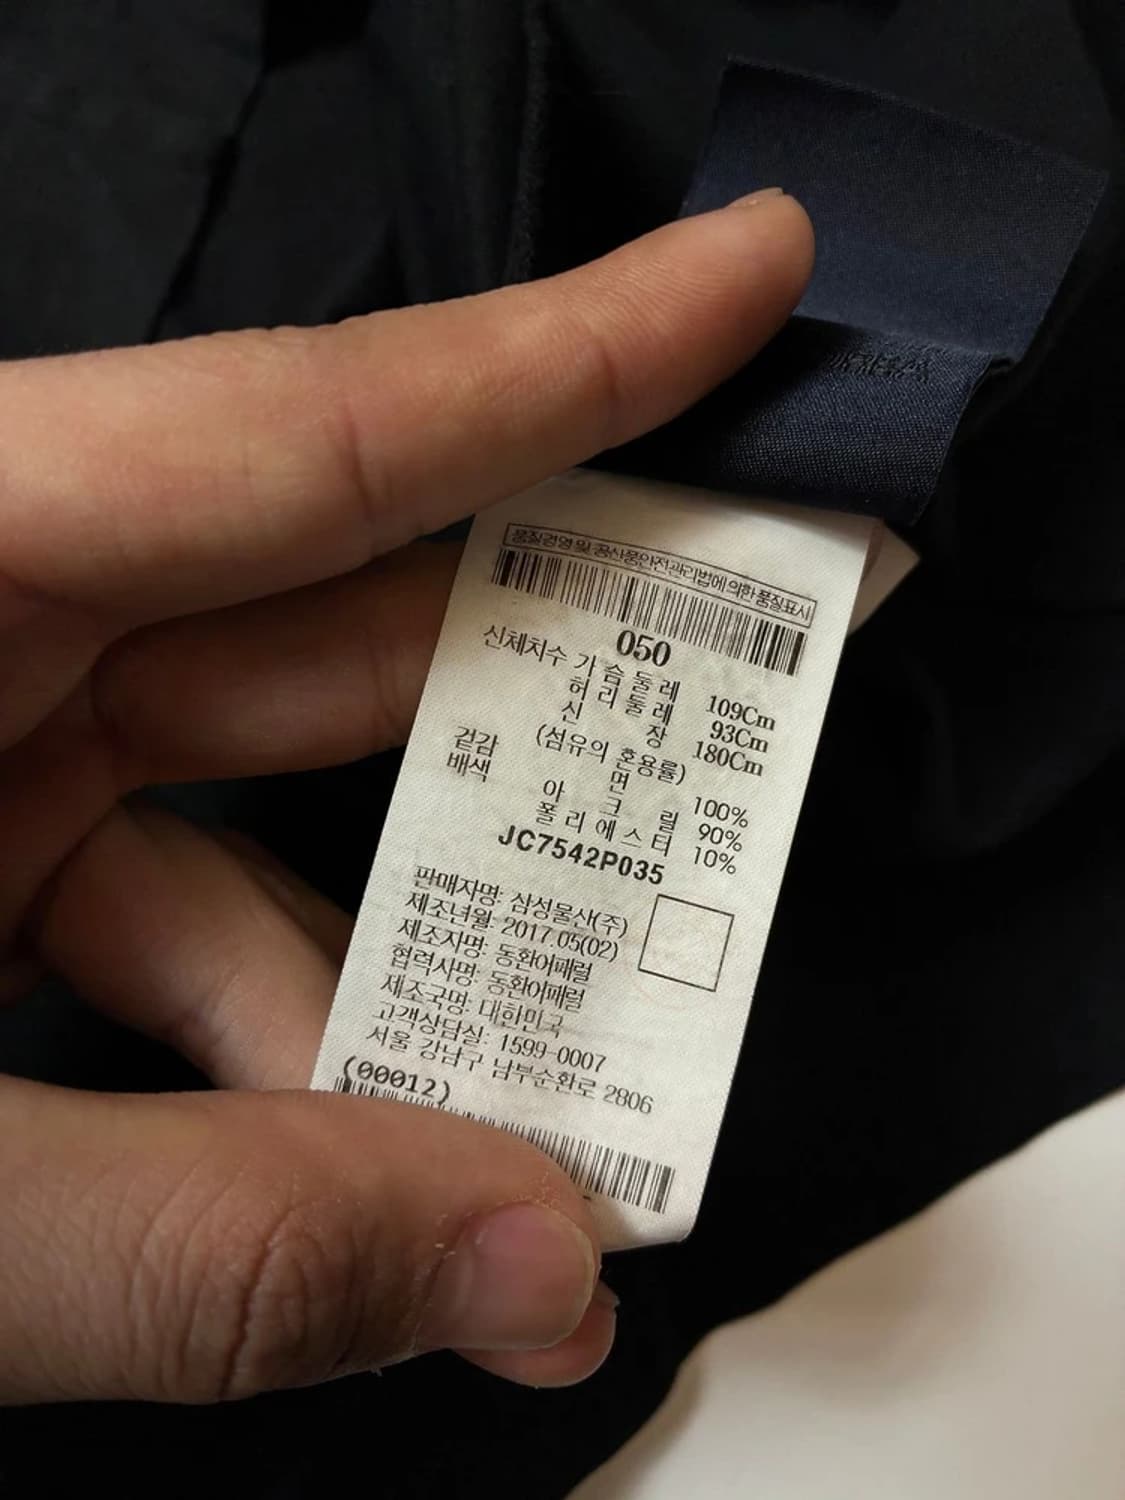 품질경영 및 공산품안전관리법에 의한 품질표시
050
신체치수 가슴둘레 109Cm
허리둘레 93Cm
신장 180Cm
(섬유의 혼용률)
겉감 면 100%
배색 아크릴 90%
폴리에스터 10%
JC7542P035
판매자명: 삼성물산(주)
제조년월: 2017.05(02)
제조자명: 동환어패럴
협력사명: 동환어패럴
제조국명: 대한민국
고객상담실: 1599-0007
서울 강남구 남부순환로 2806
(00012)